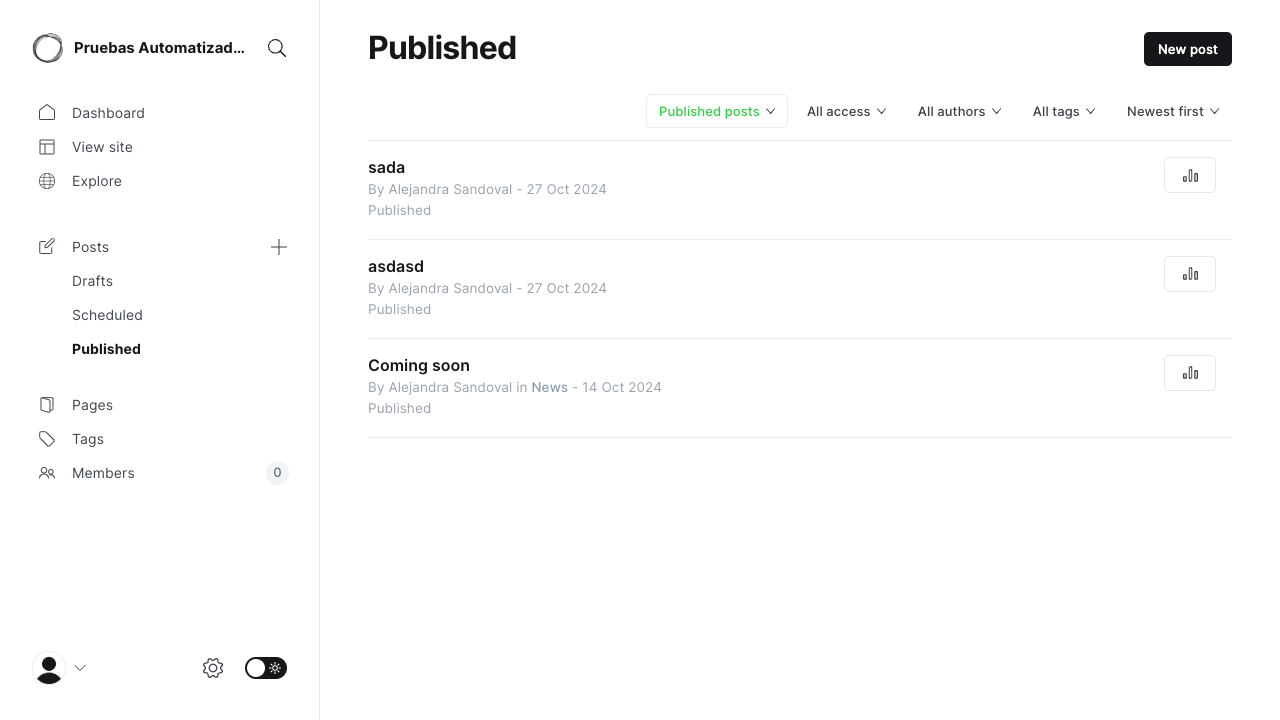 Pruebas Automatizad...
Dashboard
View site
Explore
Posts
Drafts
Scheduled
Published
Pages
Tags
Members 0
Published
New post
Published posts All access All authors All tags Newest first
sada
By Alejandra Sandoval - 27 Oct 2024
Published
asdasd
By Alejandra Sandoval - 27 Oct 2024
Published
Coming soon
By Alejandra Sandoval in News - 14 Oct 2024
Published